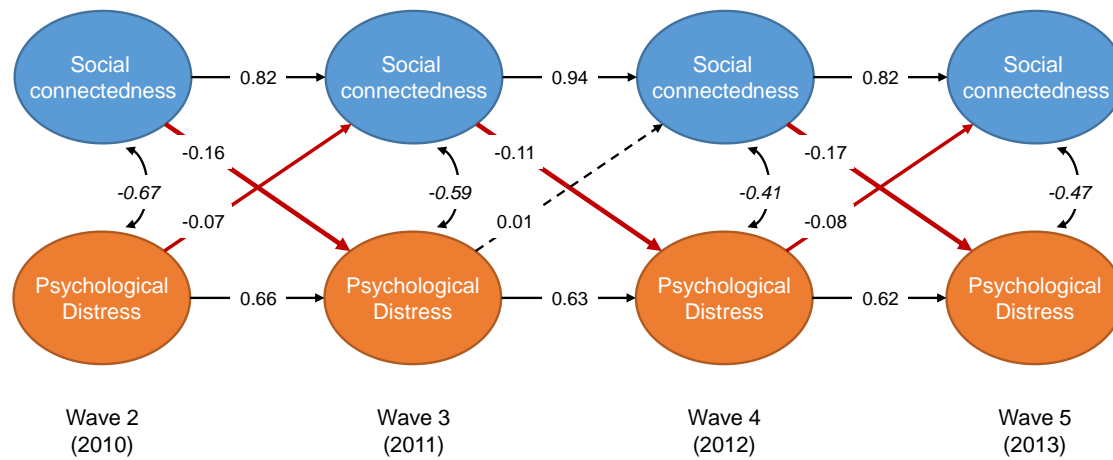 Social
connectedness
0.82
Social
connectedness
0.94
Social
connectedness
0.82
Social
connectedness
-0.16
-0.11
-0.17
-0.67
-0.59
-0.41
-0.47
-0.07
0.01
-0.08
Psychological
Distress
0.66
Psychological
Distress
0.63
Psychological
Distress
0.62
Psychological
Distress
Wave 2
(2010)
Wave 3
(2011)
Wave 4
(2012)
Wave 5
(2013)